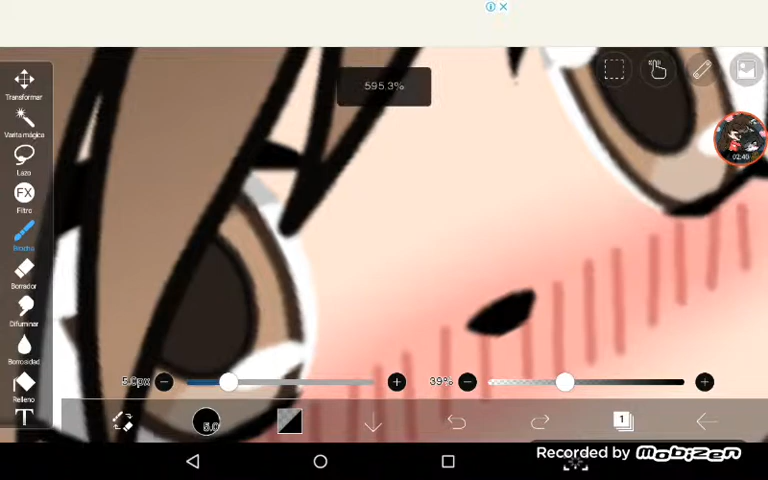 595.3%
Transformar
Varita mágica
Lazo
FX
Filtro
Brocha
Borrador
Difuminar
Borrosidad
Relleno
T
02:40
5.0px
39%
5.0
1
Recorded by
MOBIZEN